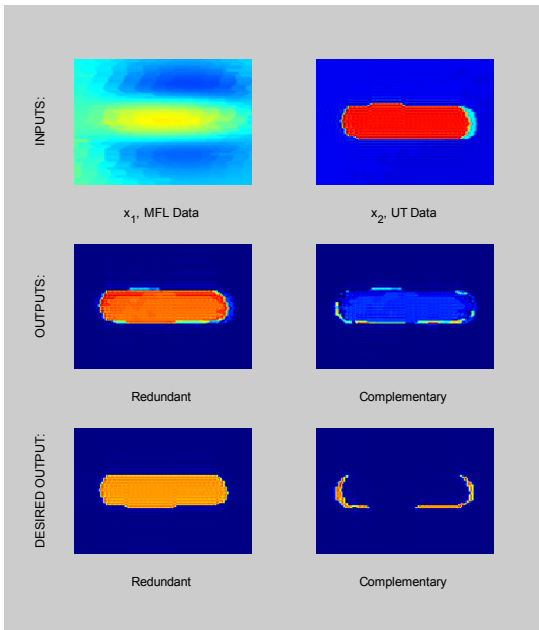 INPUTS:
x1, MFL Data
x2, UT Data
OUTPUTS:
Redundant
Complementary
DESIRED OUTPUT:
Redundant
Complementary